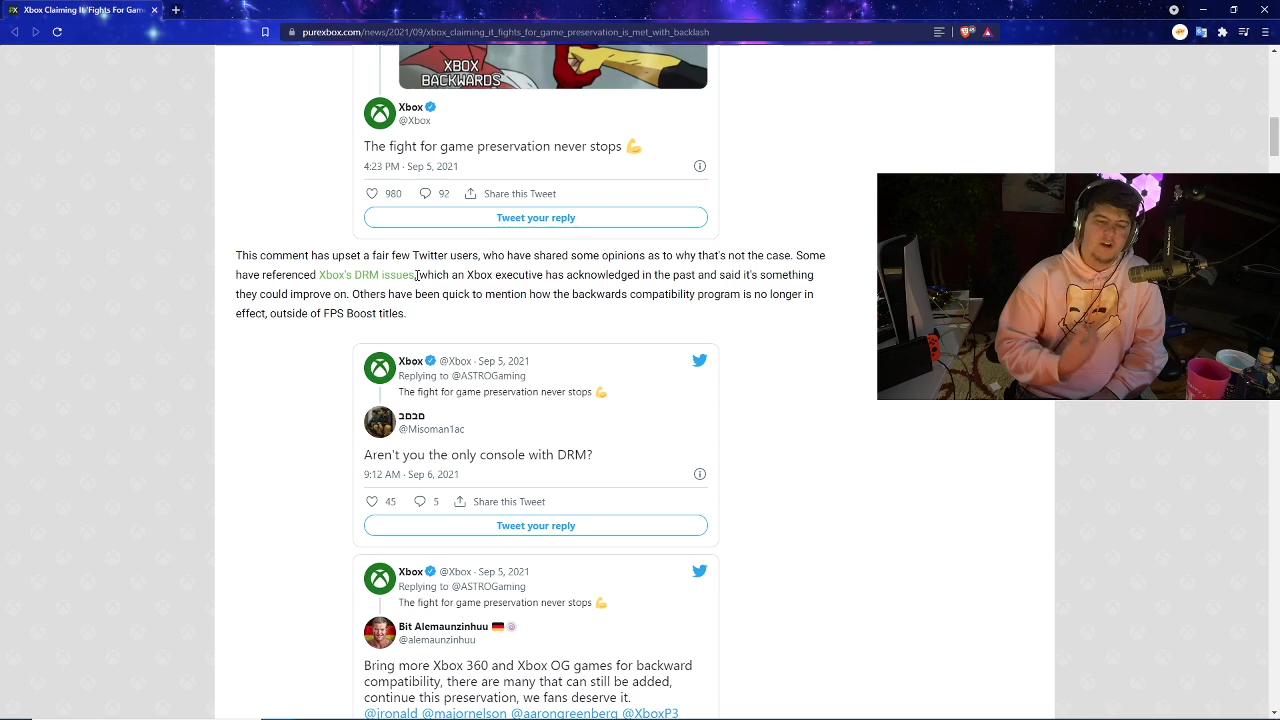 Xbox Claiming It 'Fights For Gam
purexbox.com/news/2021/09/xbox_claiming_it_fights_for_game_preservation_is_met_with_backlash
XBOX
BACKWARDS
Xbox
@Xbox
The fight for game preservation never stops 💪
4:23 PM · Sep 5, 2021
980 92 Share this Tweet
Tweet your reply
This comment has upset a fair few Twitter users, who have shared some opinions as to why that's not the case. Some
have referenced Xbox's DRM issues, which an Xbox executive has acknowledged in the past and said it's something
they could improve on. Others have been quick to mention how the backwards compatibility program is no longer in
effect, outside of FPS Boost titles.
Xbox @Xbox · Sep 5, 2021
Replying to @ASTROGaming
The fight for game preservation never stops 💪
@Misoman1ac
Aren't you the only console with DRM?
9:12 AM · Sep 6, 2021
45 5 Share this Tweet
Tweet your reply
Xbox @Xbox · Sep 5, 2021
Replying to @ASTROGaming
The fight for game preservation never stops 💪
Bit Alemaunzinhuu
@alemaunzinhuu
Bring more Xbox 360 and Xbox OG games for backward
compatibility, there are many that can still be added,
continue this preservation, we fans deserve it.
@jronald @majornelson @aarongreenberg @XboxP3